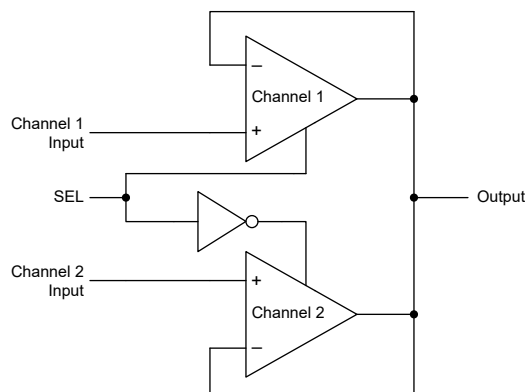 −
Channel 1
+
Channel 1
Input
SEL
Output
Channel 2
Input
+
Channel 2
−